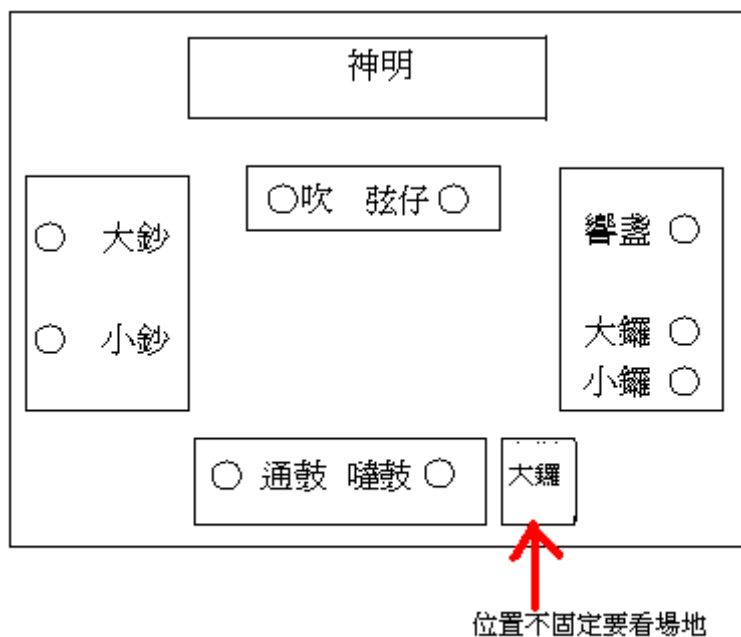 神明
吹 弦仔
大鈔
小鈔
響盞
大鑼
小鑼
通鼓 噠鼓
大鑼
位置不固定要看場地